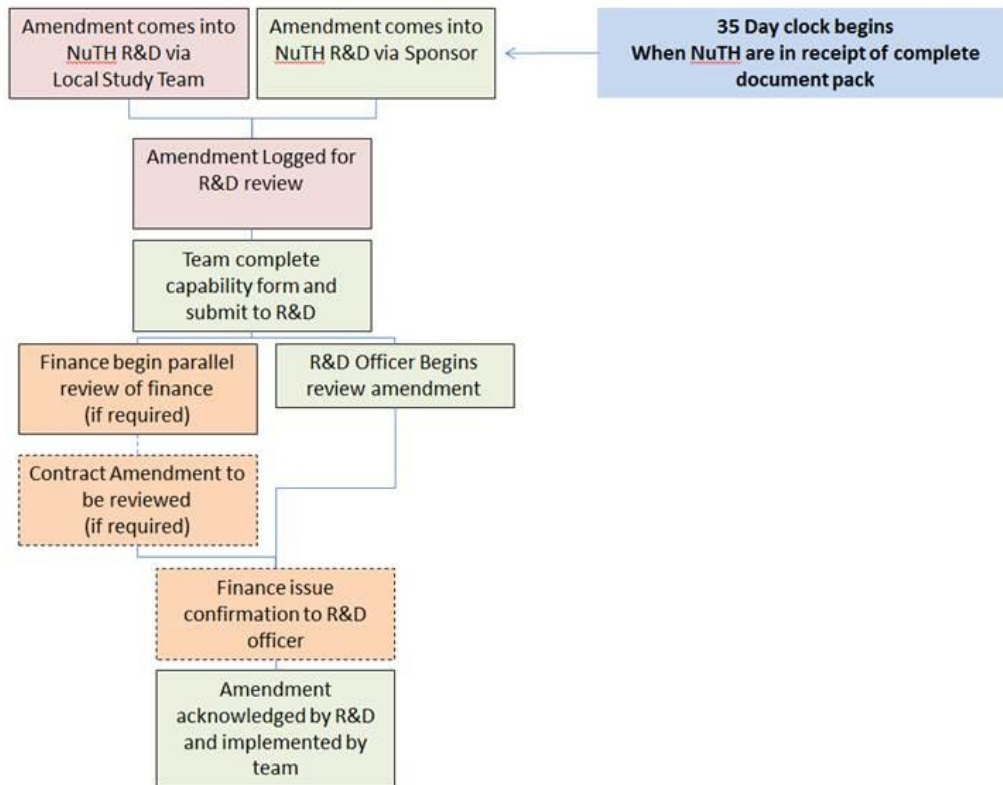 Amendment comes into
NuTH R&D via
Local Study Team
Amendment comes into
NuTH R&D via Sponsor
35 Day clock begins
When NuTH are in receipt of complete
document pack
Amendment Logged for
R&D review
Team complete
capability form and
submit to R&D
Finance begin parallel
review of finance
(if required)
R&D Officer Begins
review amendment
Contract Amendment to
be reviewed
(if required)
Finance issue
confirmation to R&D
officer
Amendment
acknowledged by R&D
and implemented by
team